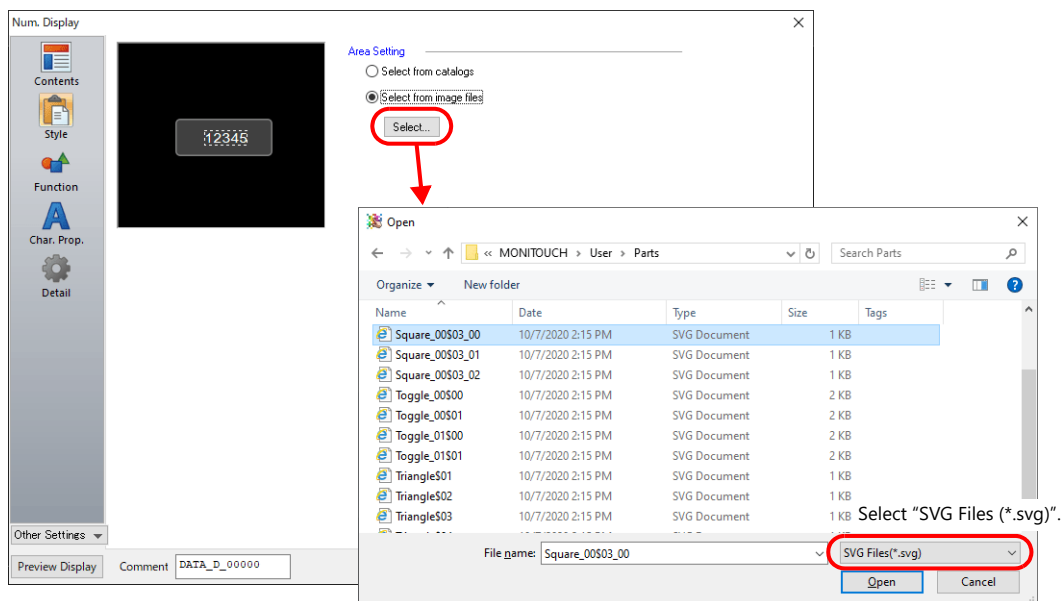 Num. Display
Contents
Style
Function
Char. Prop.
Detail
Other Settings
12345
Area Setting
Select from catalogs
Select from image files
Select...
Open
« MONITOUCH › User › Parts
Search Parts
Organize
New folder
Name Date Type Size Tags
Square_00$03_00 10/7/2020 2:15 PM SVG Document 1 KB
Square_00$03_01 10/7/2020 2:15 PM SVG Document 1 KB
Square_00$03_02 10/7/2020 2:15 PM SVG Document 1 KB
Toggle_00$00 10/7/2020 2:15 PM SVG Document 2 KB
Toggle_00$01 10/7/2020 2:15 PM SVG Document 2 KB
Toggle_01$00 10/7/2020 2:15 PM SVG Document 2 KB
Toggle_01$01 10/7/2020 2:15 PM SVG Document 2 KB
Triangle$01 10/7/2020 2:15 PM SVG Document 1 KB
Triangle$02 10/7/2020 2:15 PM SVG Document 1 KB
Triangle$03 10/7/2020 2:15 PM SVG Document 1 KB
Select “SVG Files (*.svg)”.
File name: Square_00$03_00
SVG Files(*.svg)
Open Cancel
Preview Display Comment DATA_D_00000